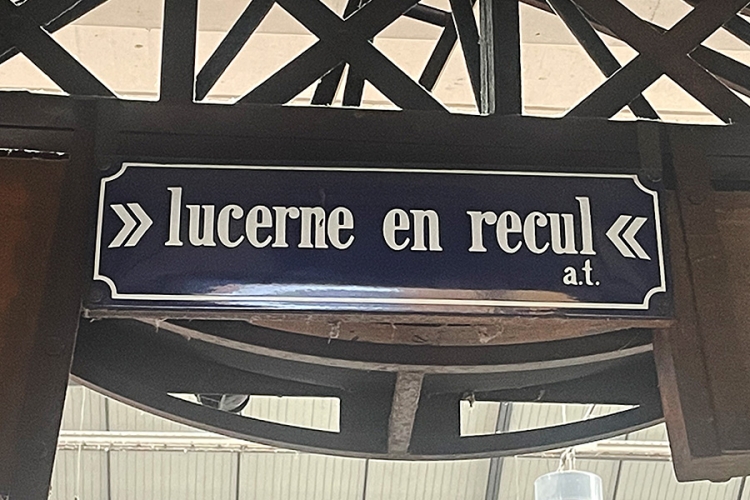 » lucerne en recul «
a.t.